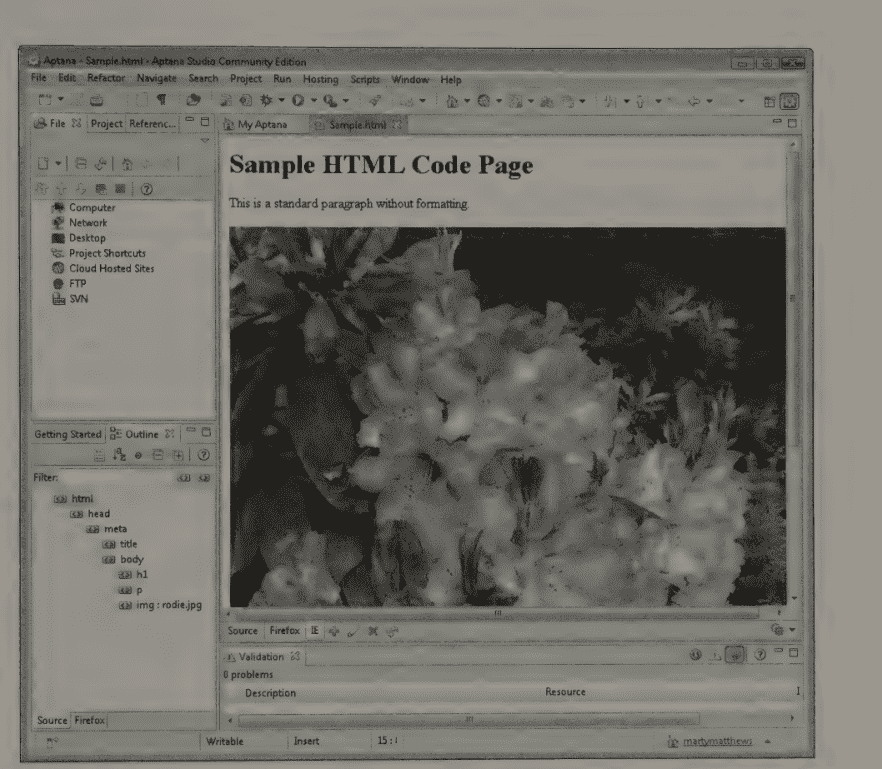 Aptana - Sample.html - Aptana Studio Community Edition
File Edit Refactor Navigate Search Project Run Hosting Scripts Window Help
File Project Referenc...
My Aptana Sample.html
Sample HTML Code Page
This is a standard paragraph without formatting.
Computer
Network
Desktop
Project Shortcuts
Cloud Hosted Sites
FTP
SVN
Getting Started Outline
Filter:
html
head
meta
title
body
h1
p
img : rodie.jpg
Source Firefox
Source Firefox IE
Validation
0 problems
Description Resource
Writable Insert 15 : martymatthews